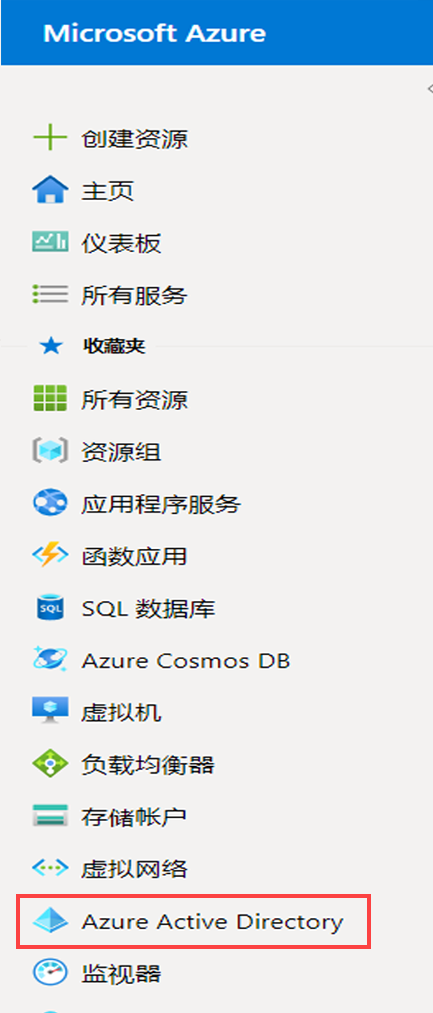 Microsoft Azure
创建资源
主页
仪表板
所有服务
收藏夹
所有资源
资源组
应用程序服务
函数应用
SQL 数据库
Azure Cosmos DB
虚拟机
负载均衡器
存储帐户
虚拟网络
Azure Active Directory
监视器